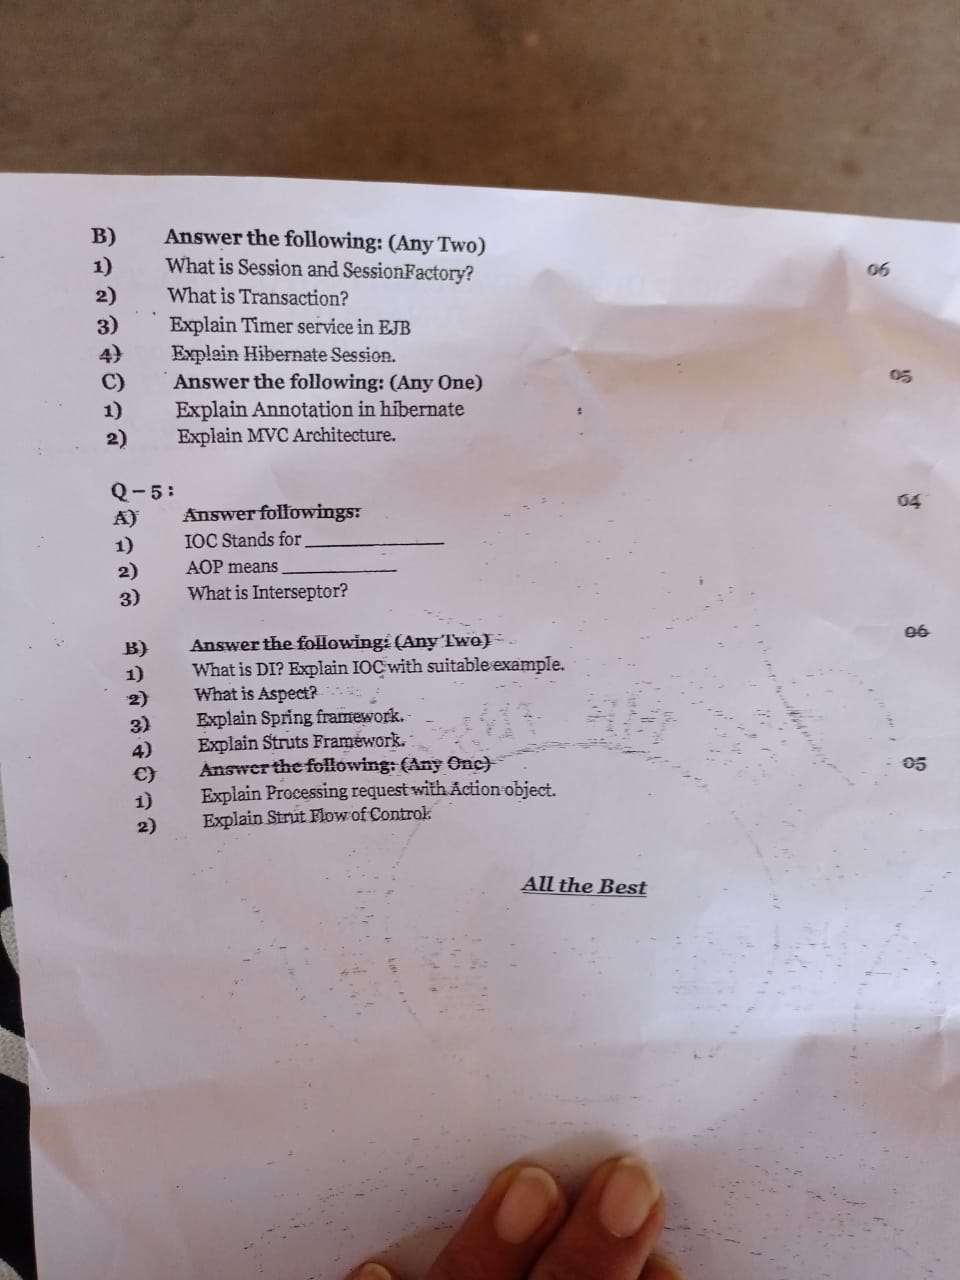 B) Answer the following: (Any Two)
1) What is Session and SessionFactory? 06
2) What is Transaction?
3) Explain Timer service in EJB
4) Explain Hibernate Session.
C) Answer the following: (Any One) 05
1) Explain Annotation in hibernate
2) Explain MVC Architecture.
Q – 5 :
A) Answer followings: 04
1) IOC Stands for ______________
2) AOP means ____________
3) What is Interseptor?
B) Answer the following: (Any Two) 06
1) What is DI? Explain IOC with suitable example.
2) What is Aspect?
3) Explain Spring framework.
4) Explain Struts Framework.
C) Answer the following: (Any One) 05
1) Explain Processing request with Action object.
2) Explain Strut Flow of Control.
All the Best